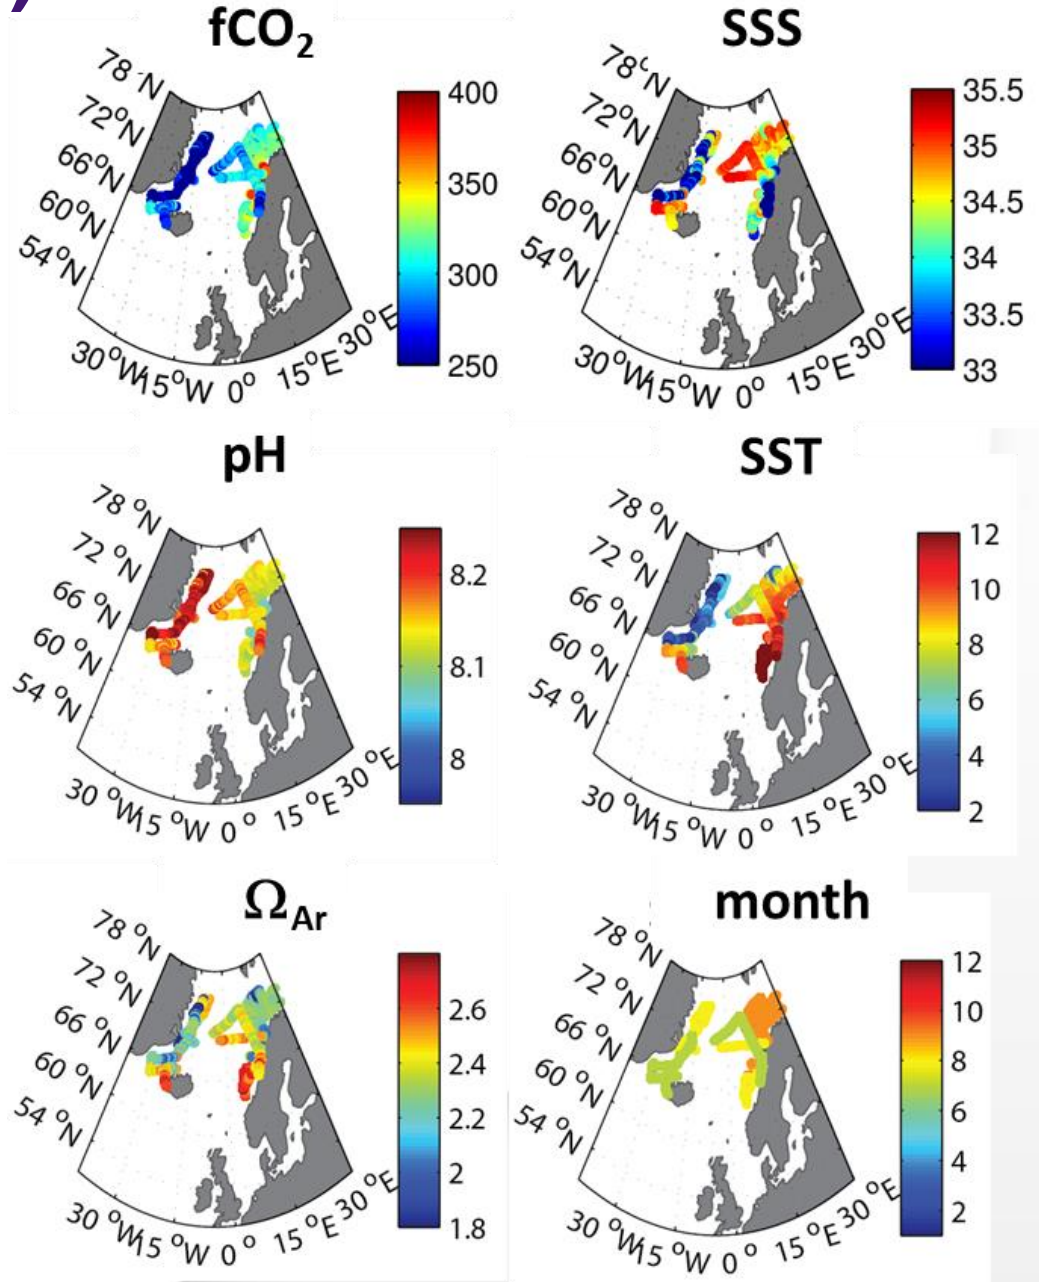 fCO₂
SSS
78 °N
72°N
66°N
60°N
54°N
30°W
15°W
0°
15°E
30°E
400
350
300
250
78°N
72°N
66°N
60°N
54°N
30°W
15°W
0°
15°E
30°E
35.5
35
34.5
34
33.5
33
pH
SST
78 °N
72 °N
66 °N
60 °N
54 °N
30 °W
15 °W
0 °
15 °E
30 °E
8.2
8.1
8
78 °N
72 °N
66 °N
60 °N
54 °N
30 °W
15 °W
0 °
15 °E
30 °E
12
10
8
6
4
2
ΩAr
month
78 °N
72 °N
66 °N
60 °N
54 °N
30 °W
15 °W
0 °
15 °E
30 °E
2.6
2.4
2.2
2
1.8
78 °N
72 °N
66 °N
60 °N
54 °N
30 °W
15 °W
0 °
15 °E
30 °E
12
10
8
6
4
2